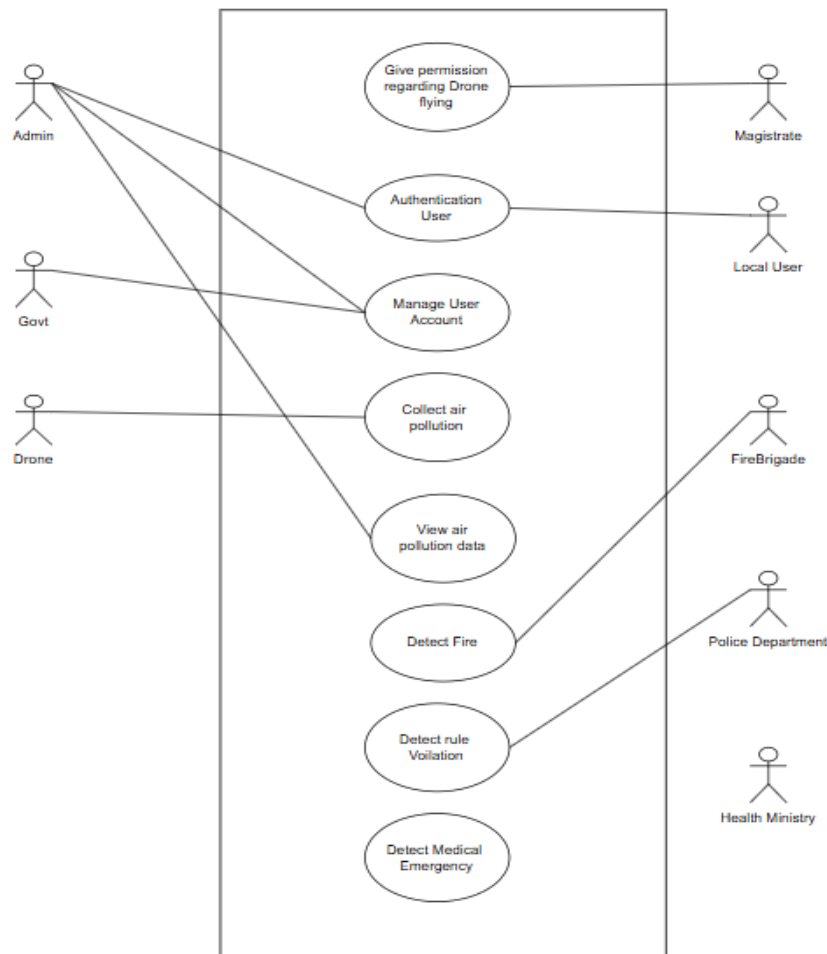 Give permission
regarding Drone
flying
Admin
Magistrate
Authentication
User
Local User
Govt
Manage User
Account
Collect air
pollution
Drone
FireBrigade
View air
pollution data
Detect Fire
Police Department
Detect rule
Voilation
Health Ministry
Detect Medical
Emergency